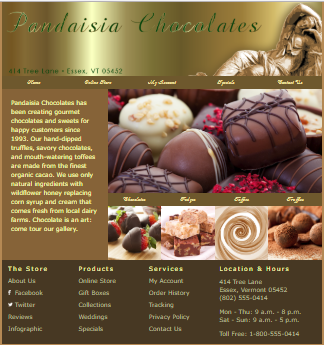 Pandaisia Chocolates
414 Tree Lane • Essex, VT 05452
Home Online Store My Account Specials Contact Us
Pandaisia Chocolates has
been creating gourmet
chocolates and sweets for
happy customers since
1993. Our hand-dipped
truffles, savory chocolates,
and mouth-watering toffees
are made from the finest
organic cacao. We use only
natural ingredients with
wildflower honey replacing
corn syrup and cream that
comes fresh from local dairy
farms. Chocolate is an art:
come tour our gallery.
Chocolates Fudges Toffees Truffles
The Store
About Us
Facebook
Twitter
Reviews
Infographic
Products
Online Store
Gift Boxes
Collections
Weddings
Specials
Services
My Account
Order History
Tracking
Privacy Policy
Contact Us
Location & Hours
414 Tree Lane
Essex, Vermont 05452
(802) 555-0414
Mon - Thu: 9 a.m. - 8 p.m.
Sat - Sun: 9 a.m. - 5 p.m.
Toll Free: 1-800-555-0414